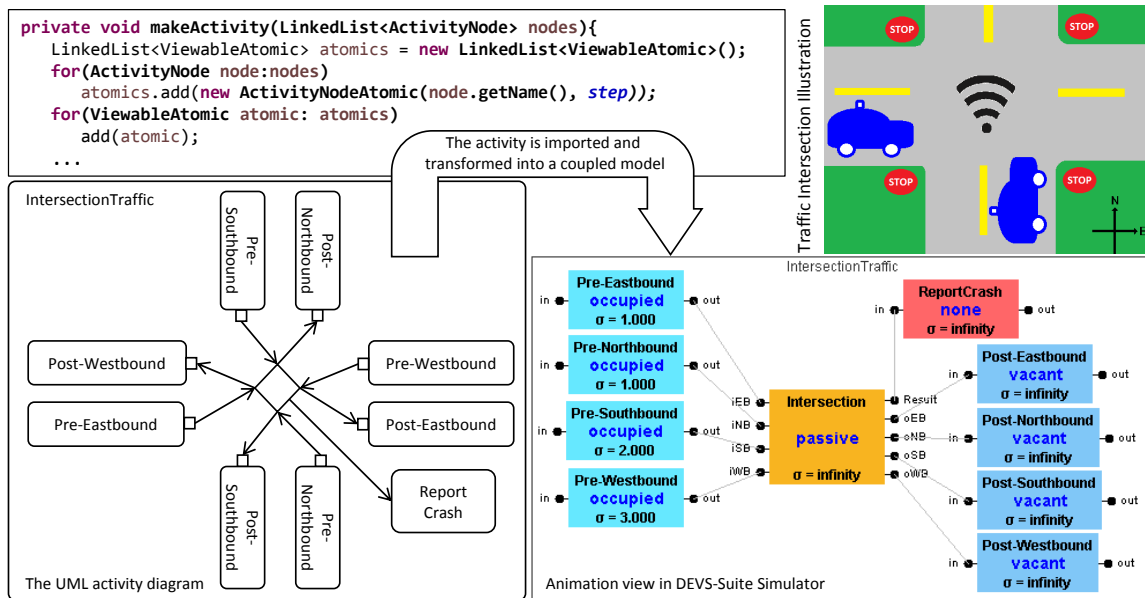 private void makeActivity(LinkedList<ActivityNode> nodes){
LinkedList<ViewableAtomic> atomics = new LinkedList<ViewableAtomic>();
for(ActivityNode node:nodes)
atomics.add(new ActivityNodeAtomic(node.getName(), step));
for(ViewableAtomic atomic: atomics)
add(atomic);
...
The activity is imported and
transformed into a coupled model
Traffic Intersection Illustration
STOP
STOP
STOP
STOP
N
E
IntersectionTraffic
Pre-
Southbound
Post-
Northbound
Post-Westbound
Pre-Westbound
Pre-Eastbound
Post-Eastbound
Post-
Southbound
Pre-
Northbound
Report
Crash
The UML activity diagram
IntersectionTraffic
Pre-Eastbound
in occupied out
σ = 1.000
Pre-Northbound
in occupied out
σ = 1.000
Pre-Southbound
in occupied out
σ = 2.000
Pre-Westbound
in occupied out
σ = 3.000
iEB
iNB
iSB
iWB
Intersection
passive
σ = infinity
Result
oEB
oNB
oSB
oWB
ReportCrash
in none out
σ = infinity
Post-Eastbound
in vacant out
σ = infinity
Post-Northbound
in vacant out
σ = infinity
Post-Southbound
in vacant out
σ = infinity
Post-Westbound
in vacant out
σ = infinity
Animation view in DEVS-Suite Simulator